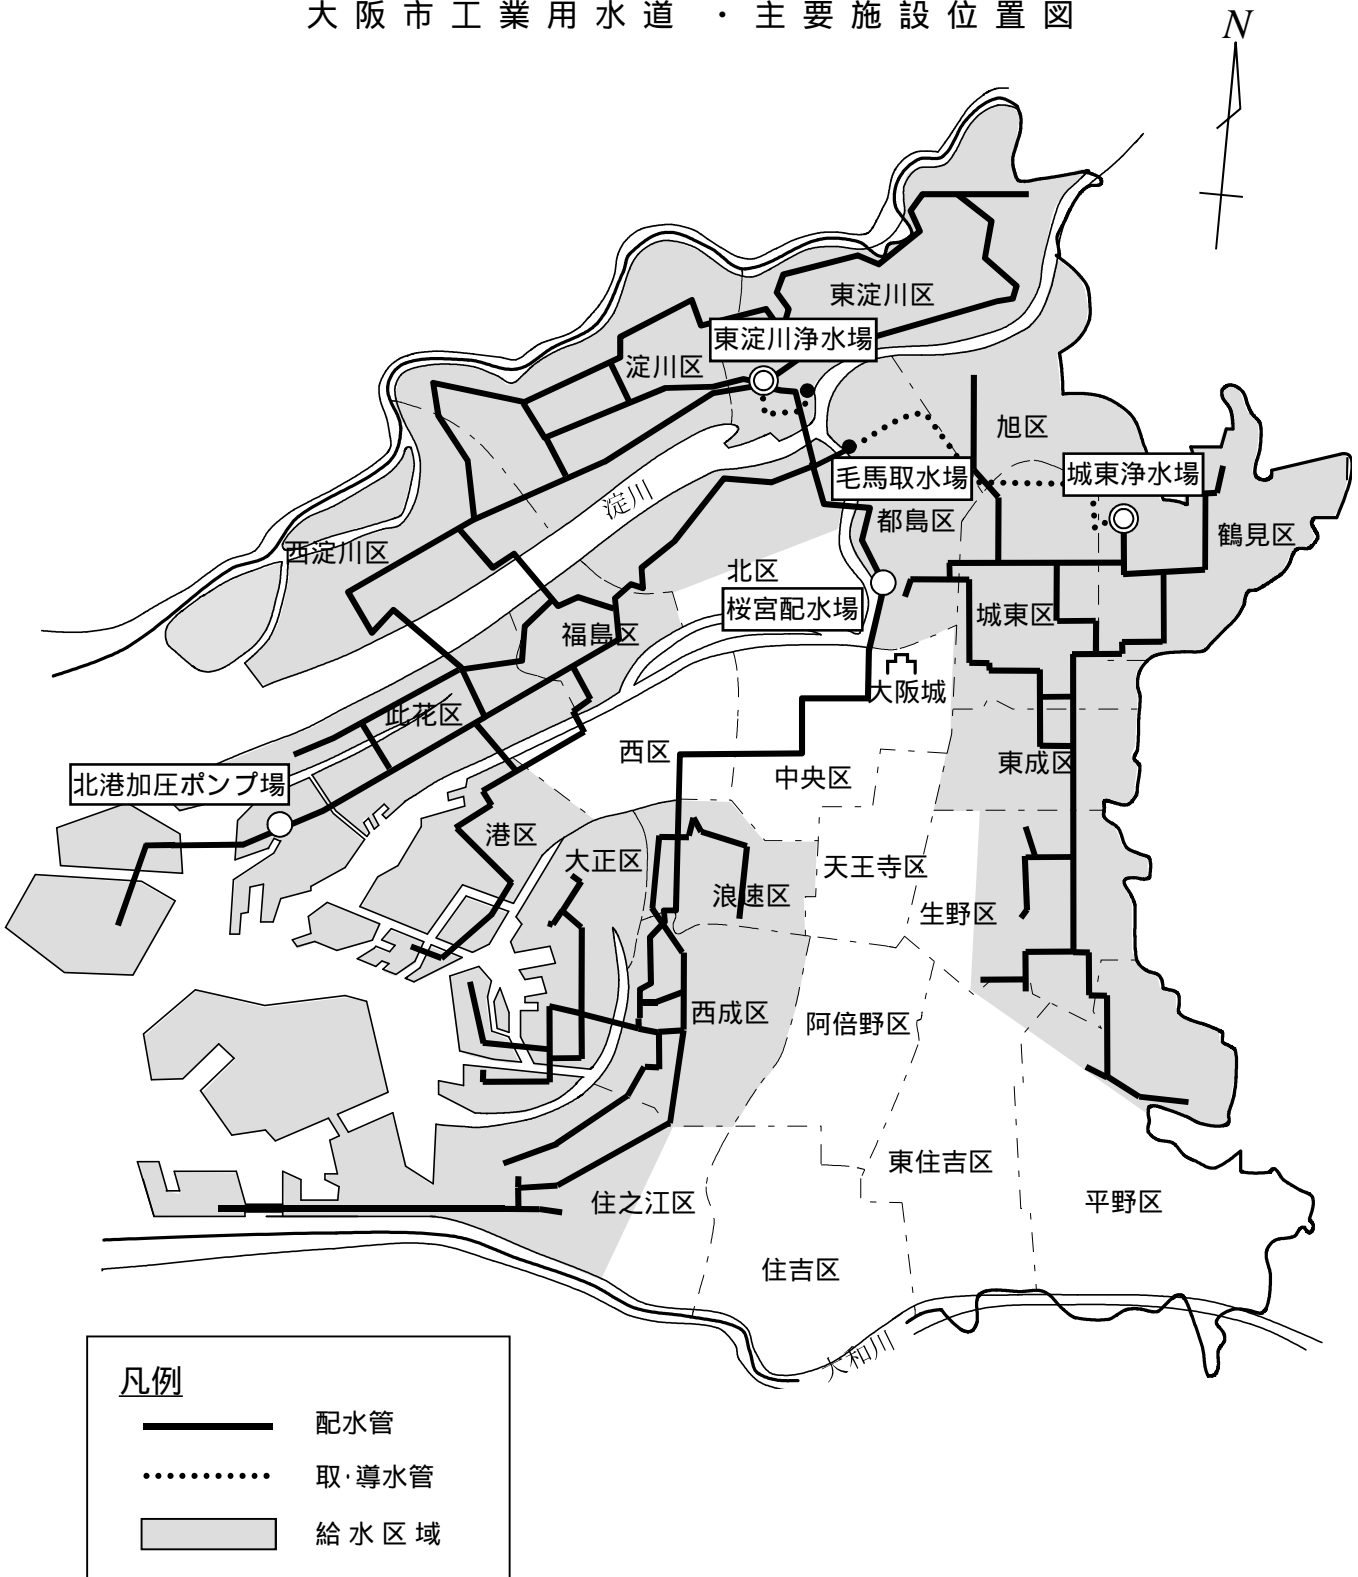 大阪市工業用水道・主要施設位置図
N
東淀川区
東淀川浄水場
淀川区
旭区
毛馬取水場
城東浄水場
淀川
都島区
鶴見区
西淀川区
北区
桜宮配水場
城東区
福島区
大阪城
此花区
西区
東成区
中央区
北港加圧ポンプ場
港区
大正区
天王寺区
浪速区
生野区
西成区
阿倍野区
東住吉区
住之江区
平野区
住吉区
大和川
凡例
配水管
取・導水管
給水区域